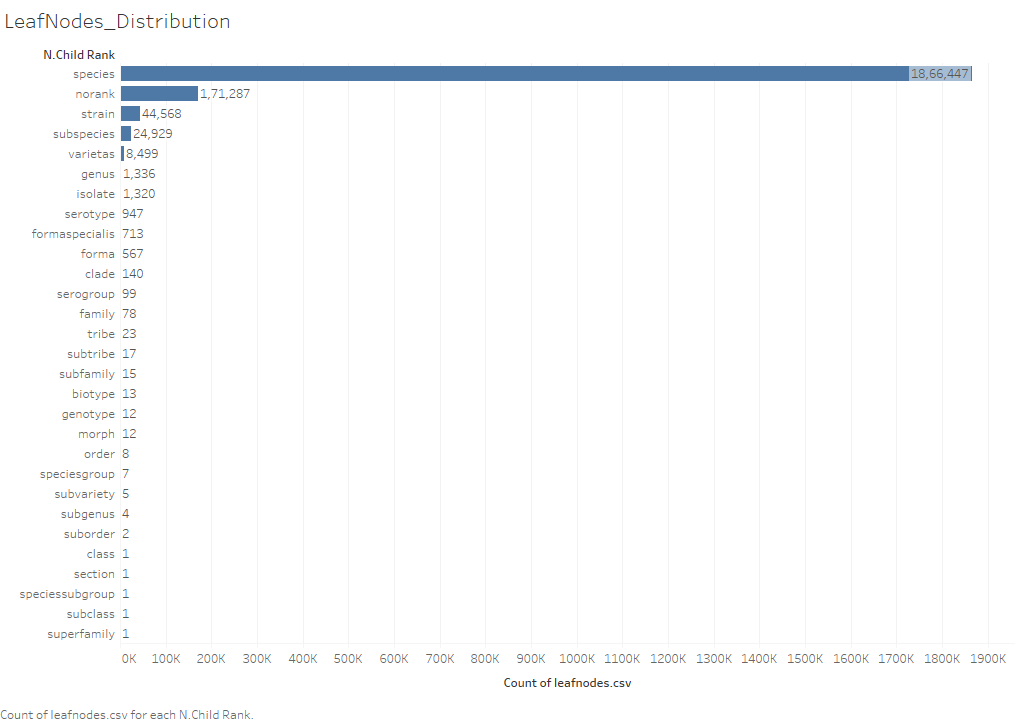 LeafNodes_Distribution
N.Child Rank
species 18,66,447
norank 1,71,287
strain 44,568
subspecies 24,929
varietas 8,499
genus 1,336
isolate 1,320
serotype 947
formaspecialis 713
forma 567
clade 140
serogroup 99
family 78
tribe 23
subtribe 17
subfamily 15
biotype 13
genotype 12
morph 12
order 8
speciesgroup 7
subvariety 5
subgenus 4
suborder 2
class 1
section 1
speciessubgroup 1
subclass 1
superfamily 1
0K 100K 200K 300K 400K 500K 600K 700K 800K 900K 1000K 1100K 1200K 1300K 1400K 1500K 1600K 1700K 1800K 1900K
Count of leafnodes.csv
Count of leafnodes.csv for each N.Child Rank.